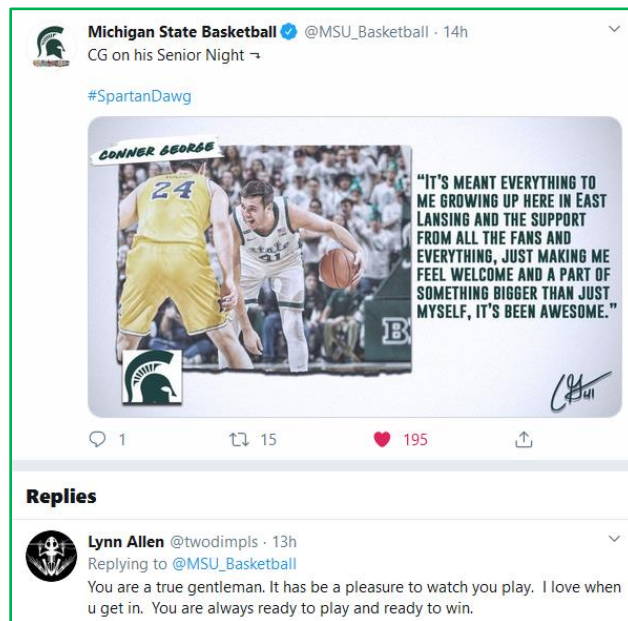 Michigan State Basketball @MSU_Basketball · 14h
CG on his Senior Night ¬
#SpartanDawg
CONNER GEORGE
24
State
41
B
"IT'S MEANT EVERYTHING TO
ME GROWING UP HERE IN EAST
LANSING AND THE SUPPORT
FROM ALL THE FANS AND
EVERYTHING, JUST MAKING ME
FEEL WELCOME AND A PART OF
SOMETHING BIGGER THAN JUST
MYSELF, IT'S BEEN AWESOME."
41
1 15 195
Replies
Lynn Allen @twodimpls · 13h
Replying to @MSU_Basketball
You are a true gentleman. It has be a pleasure to watch you play. I love when
u get in. You are always ready to play and ready to win.